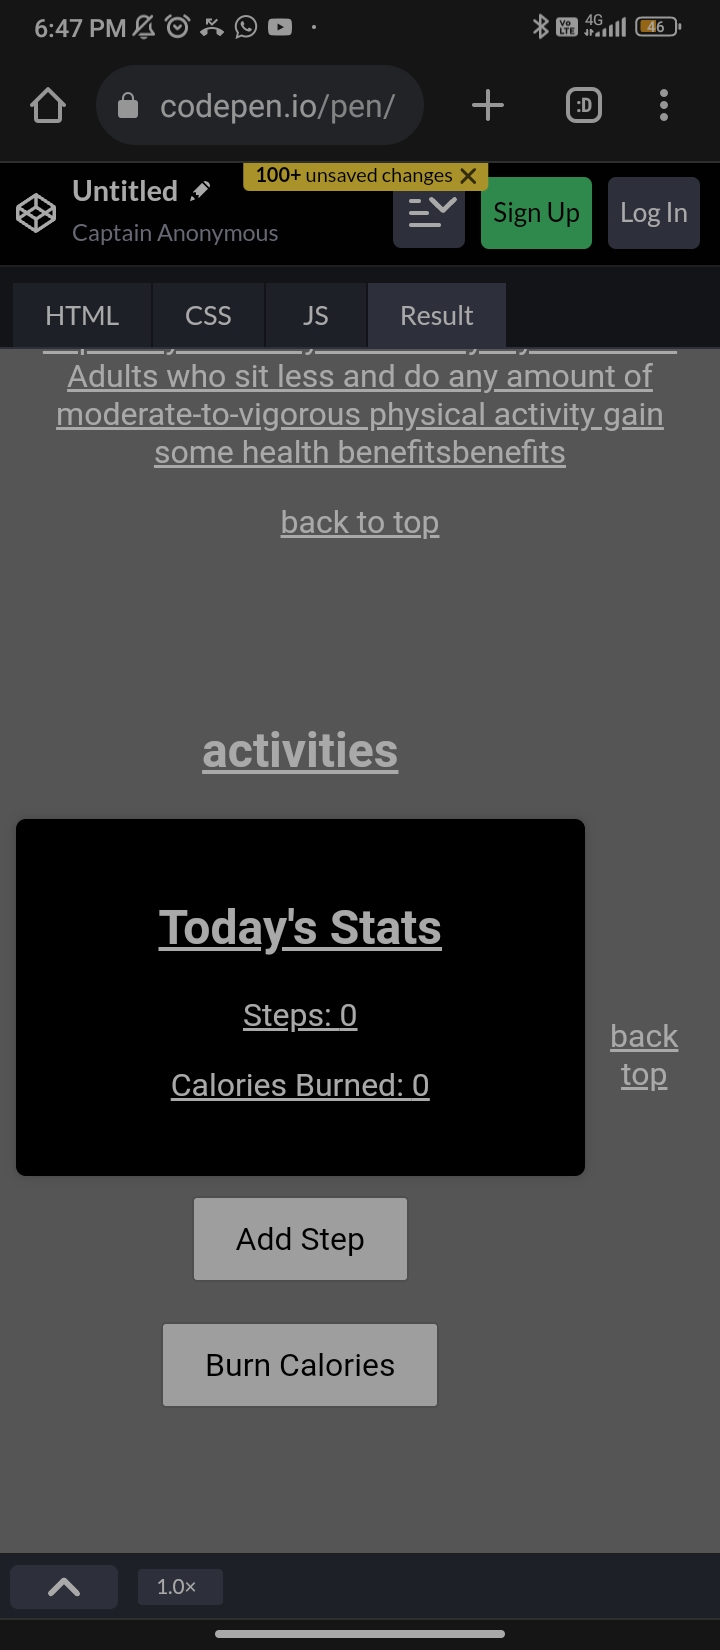 6:47 PM
Vo LTE
4G
46
codepen.io/pen/
:D
100+ unsaved changes
Untitled
Captain Anonymous
Sign Up
Log In
HTML
CSS
JS
Result
Adults who sit less and do any amount of
moderate-to-vigorous physical activity gain
some health benefitsbenefits
back to top
activities
Today's Stats
Steps: 0
Calories Burned: 0
back
top
Add Step
Burn Calories
1.0×